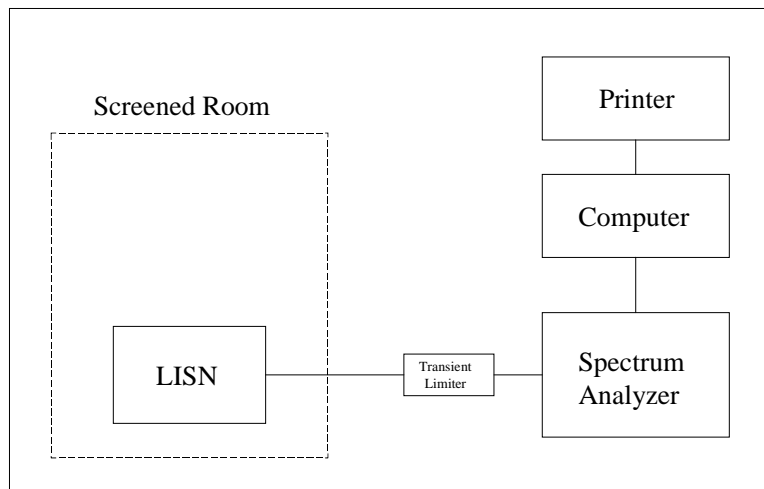 Screened Room
Printer
Computer
LISN
Transient
Limiter
Spectrum
Analyzer